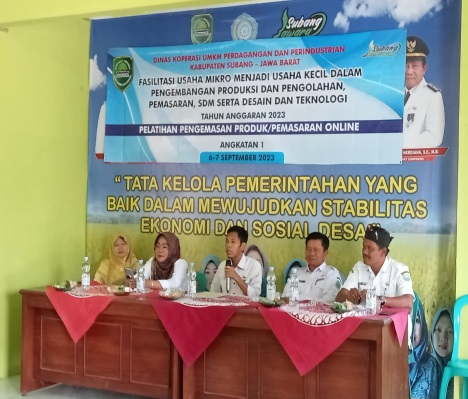 Subang
Jawara
DINAS KOPERASI UMKM PERDAGANGAN DAN PERINDUSTRIAN
KABUPATEN SUBANG - JAWA BARAT
Subang
FASILITASI USAHA MIKRO MENJADI USAHA KECIL DALAM
PENGEMBANGAN PRODUKSI DAN PENGOLAHAN,
PEMASARAN, SDM SERTA DESAIN DAN TEKNOLOGI
TAHUN ANGGARAN 2023
PELATIHAN PENGEMASAN PRODUK/PEMASARAN ONLINE
ANGKATAN 1
6-7 SEPTEMBER 2023
HERDIANA, S.E., M.M.
“ TATA KELOLA PEMERINTAHAN YANG
BAIK DALAM MEWUJUDKAN STABILITAS
EKONOMI DAN SOSIAL DESA